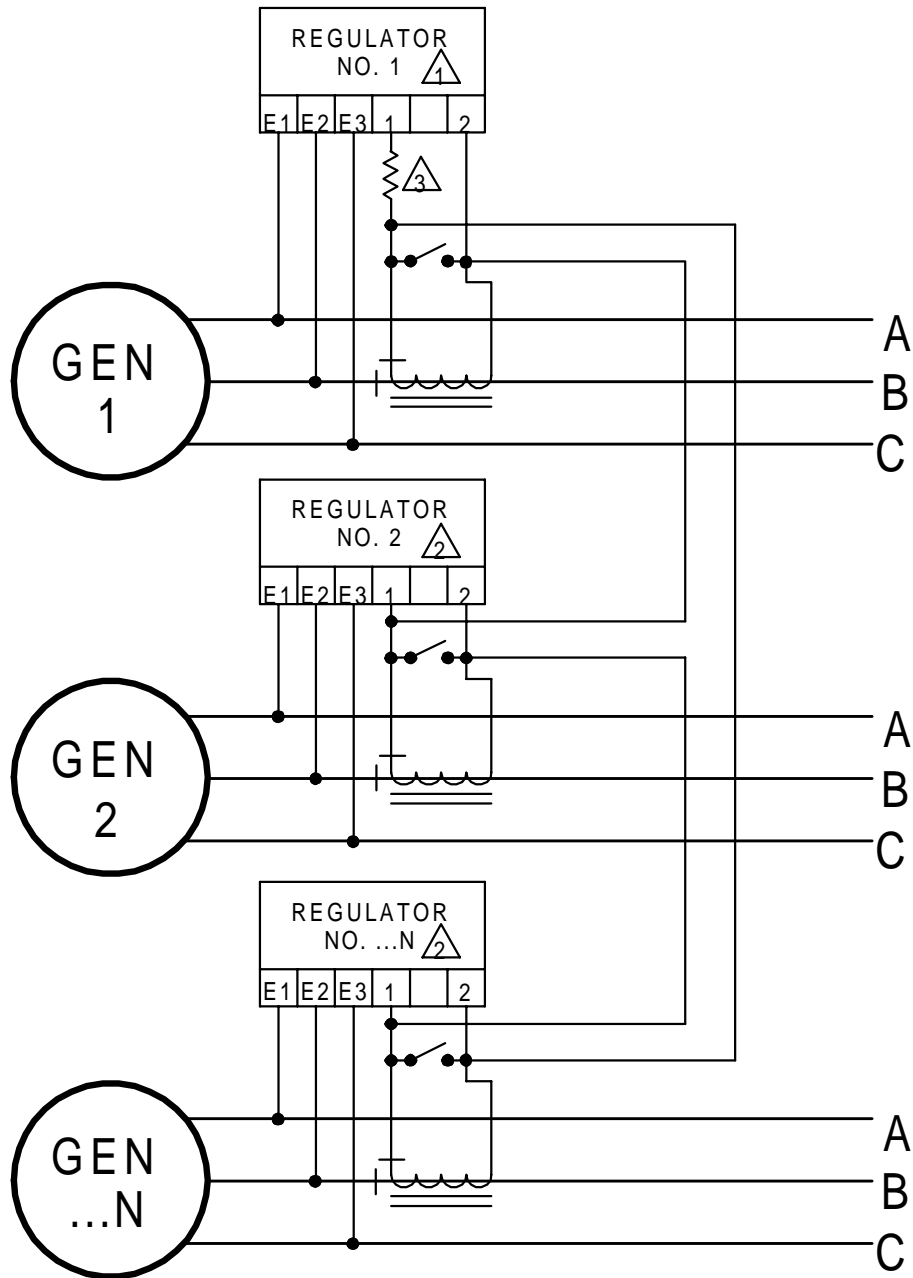 REGULATOR
NO. 1 1
E1 E2 E3 1 2
3
GEN
1
A
B
C
REGULATOR
NO. 2 2
E1 E2 E3 1 2
GEN
2
A
B
C
REGULATOR
NO. ...N 2
E1 E2 E3 1 2
GEN
...N
A
B
C